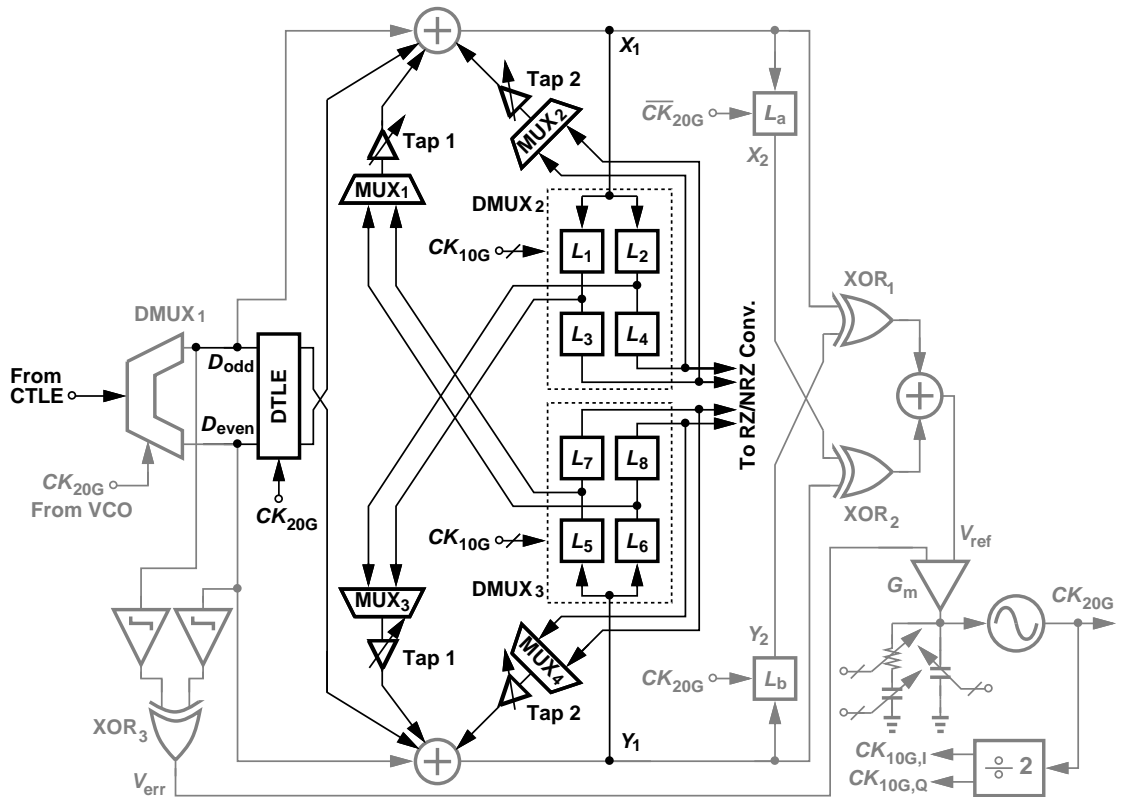 X1
Tap 2
MUX2
CK20G
La
X2
Tap 1
MUX1
DMUX2
CK10G
L1
L2
L3
L4
XOR1
DMUX1
From
CTLE
Dodd
DTLE
Deven
CK20G
From VCO
CK20G
To RZ/NRZ Conv.
L7
L8
XOR2
CK10G
L5
L6
DMUX3
Vref
Gm
CK20G
MUX3
Tap 1
MUX4
Tap 2
Y2
CK20G
Lb
XOR3
Verr
Y1
CK10G,I
CK10G,Q
÷ 2